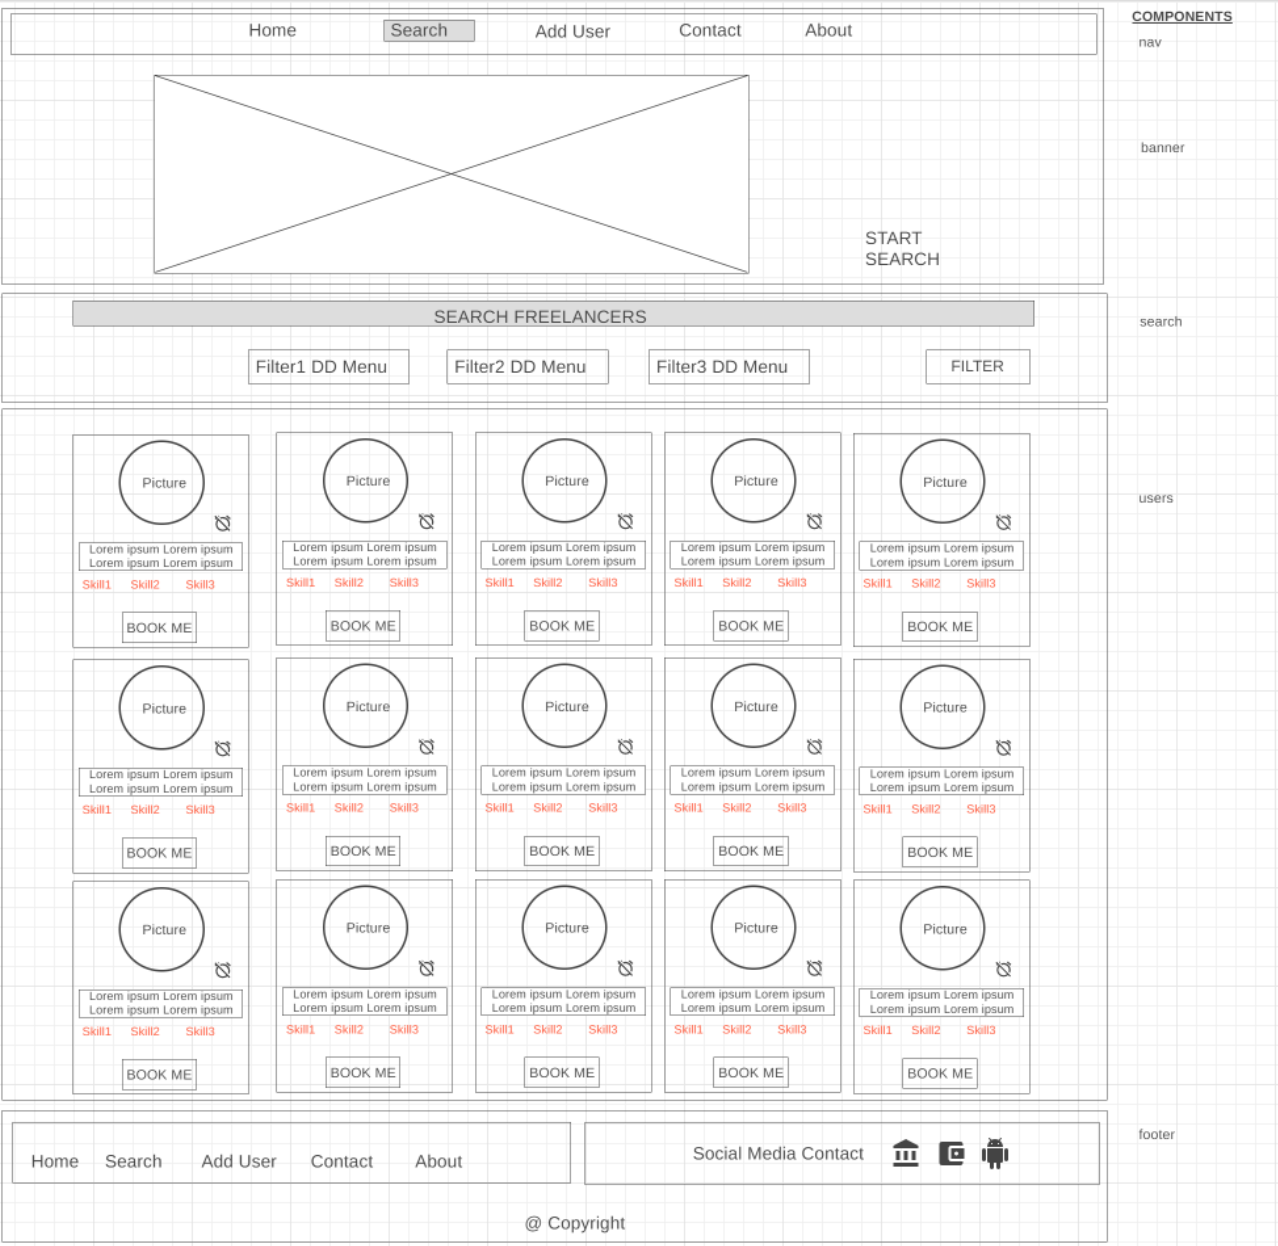 COMPONENTS
Home Search Add User Contact About
nav
banner
START
SEARCH
SEARCH FREELANCERS
search
Filter1 DD Menu Filter2 DD Menu Filter3 DD Menu FILTER
Picture Picture Picture Picture Picture
users
Lorem ipsum Lorem ipsum Lorem ipsum Lorem ipsum Lorem ipsum Lorem ipsum Lorem ipsum Lorem ipsum Lorem ipsum Lorem ipsum
Lorem ipsum Lorem ipsum Lorem ipsum Lorem ipsum Lorem ipsum Lorem ipsum Lorem ipsum Lorem ipsum Lorem ipsum Lorem ipsum
Skill1 Skill2 Skill3 Skill1 Skill2 Skill3 Skill1 Skill2 Skill3 Skill1 Skill2 Skill3 Skill1 Skill2 Skill3
BOOK ME BOOK ME BOOK ME BOOK ME BOOK ME
Picture Picture Picture Picture Picture
Lorem ipsum Lorem ipsum Lorem ipsum Lorem ipsum Lorem ipsum Lorem ipsum Lorem ipsum Lorem ipsum Lorem ipsum Lorem ipsum
Lorem ipsum Lorem ipsum Lorem ipsum Lorem ipsum Lorem ipsum Lorem ipsum Lorem ipsum Lorem ipsum Lorem ipsum Lorem ipsum
Skill1 Skill2 Skill3 Skill1 Skill2 Skill3 Skill1 Skill2 Skill3 Skill1 Skill2 Skill3 Skill1 Skill2 Skill3
BOOK ME BOOK ME BOOK ME BOOK ME BOOK ME
Picture Picture Picture Picture Picture
Lorem ipsum Lorem ipsum Lorem ipsum Lorem ipsum Lorem ipsum Lorem ipsum Lorem ipsum Lorem ipsum Lorem ipsum Lorem ipsum
Lorem ipsum Lorem ipsum Lorem ipsum Lorem ipsum Lorem ipsum Lorem ipsum Lorem ipsum Lorem ipsum Lorem ipsum Lorem ipsum
Skill1 Skill2 Skill3 Skill1 Skill2 Skill3 Skill1 Skill2 Skill3 Skill1 Skill2 Skill3 Skill1 Skill2 Skill3
BOOK ME BOOK ME BOOK ME BOOK ME BOOK ME
footer
Home Search Add User Contact About Social Media Contact
@ Copyright